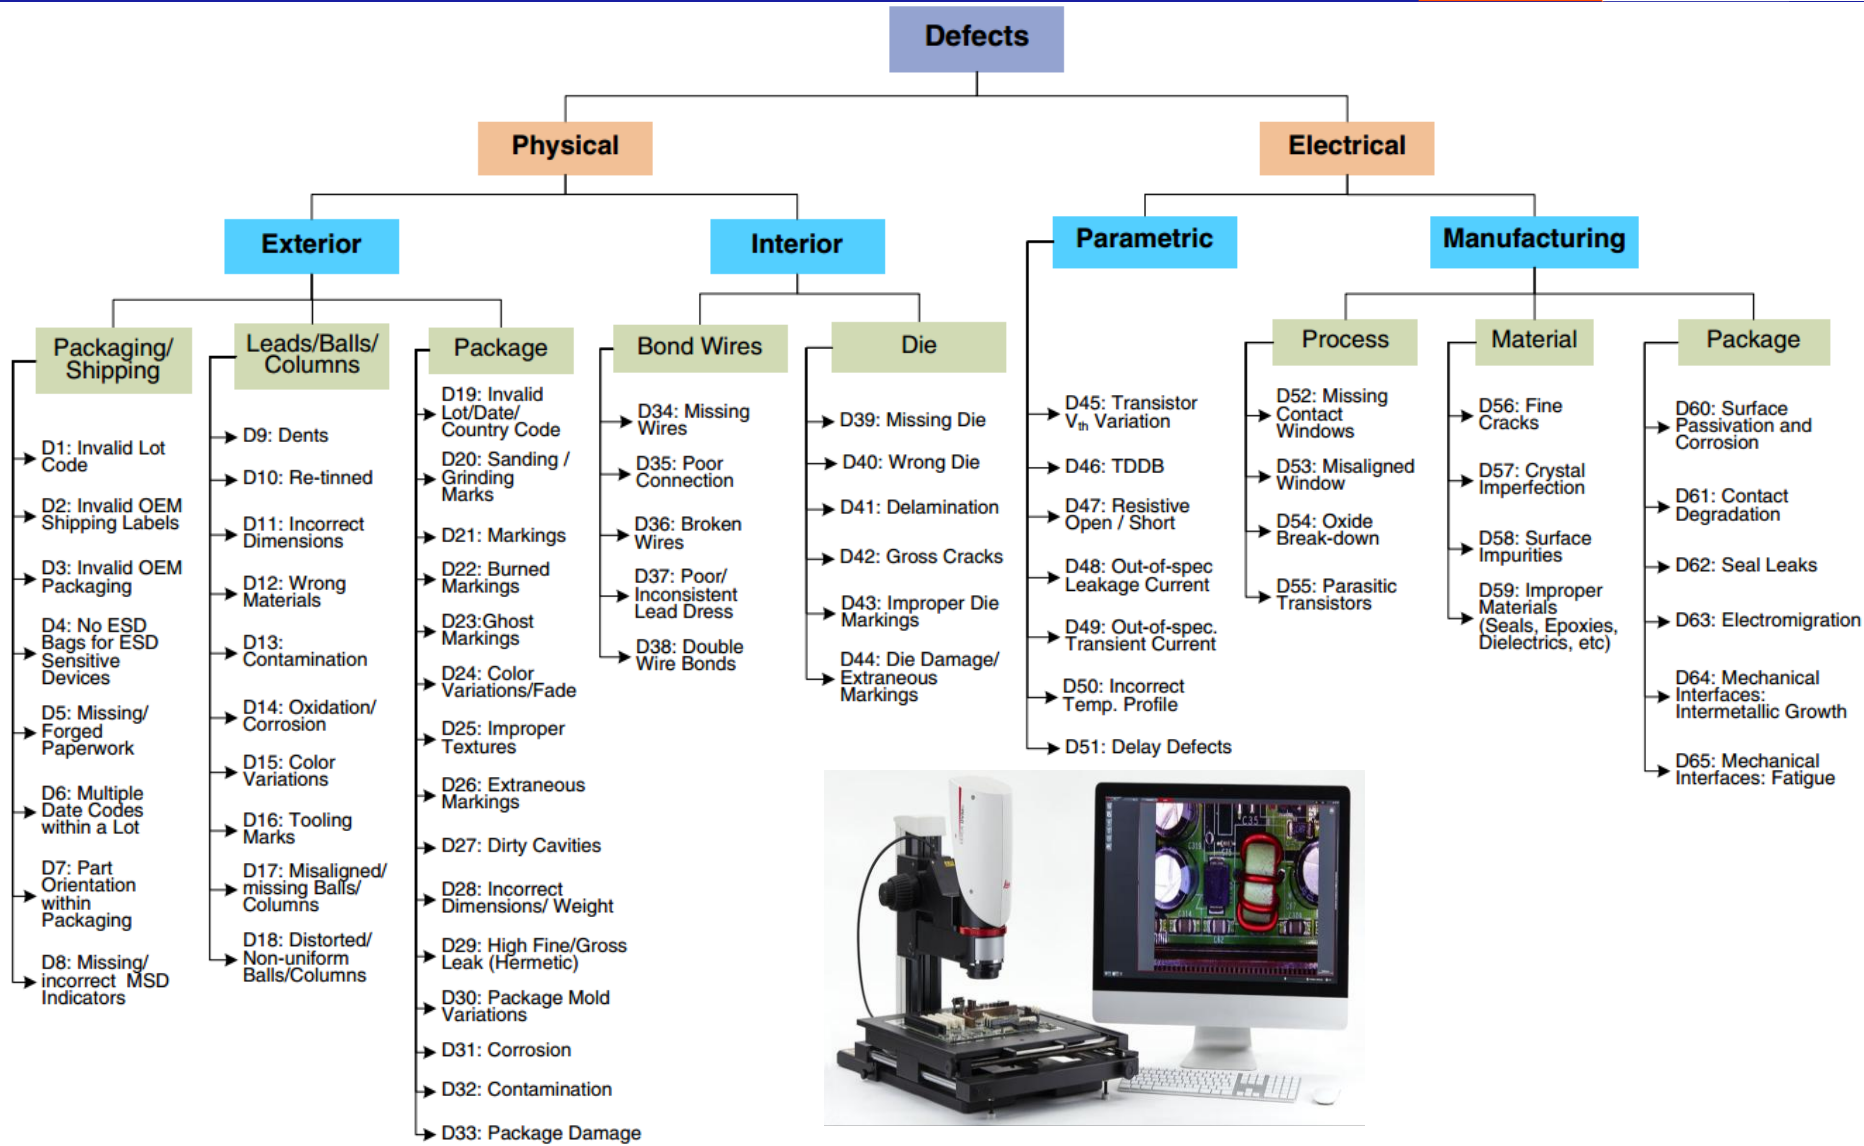 Defects
Physical
Electrical
Exterior
Interior
Parametric
Manufacturing
Packaging/
Shipping
Leads/Balls/
Columns
Package
Bond Wires
Die
Process
Material
Package
D1: Invalid Lot
Code
D2: Invalid OEM
Shipping Labels
D3: Invalid OEM
Packaging
D4: No ESD
Bags for ESD
Sensitive
Devices
D5: Missing/
Forged
Paperwork
D6: Multiple
Date Codes
within a Lot
D7: Part
Orientation
within
Packaging
D8: Missing/
incorrect MSD
Indicators
D9: Dents
D10: Re-tinned
D11: Incorrect
Dimensions
D12: Wrong
Materials
D13:
Contamination
D14: Oxidation/
Corrosion
D15: Color
Variations
D16: Tooling
Marks
D17: Misaligned/
missing Balls/
Columns
D18: Distorted/
Non-uniform
Balls/Columns
D19: Invalid
Lot/Date/
Country Code
D20: Sanding /
Grinding
Marks
D21: Markings
D22: Burned
Markings
D23:Ghost
Markings
D24: Color
Variations/Fade
D25: Improper
Textures
D26: Extraneous
Markings
D27: Dirty Cavities
D28: Incorrect
Dimensions/ Weight
D29: High Fine/Gross
Leak (Hermetic)
D30: Package Mold
Variations
D31: Corrosion
D32: Contamination
D33: Package Damage
D34: Missing
Wires
D35: Poor
Connection
D36: Broken
Wires
D37: Poor/
Inconsistent
Lead Dress
D38: Double
Wire Bonds
D39: Missing Die
D40: Wrong Die
D41: Delamination
D42: Gross Cracks
D43: Improper Die
Markings
D44: Die Damage/
Extraneous
Markings
D45: Transistor
Vth Variation
D46: TDDB
D47: Resistive
Open / Short
D48: Out-of-spec
Leakage Current
D49: Out-of-spec.
Transient Current
D50: Incorrect
Temp. Profile
D51: Delay Defects
D52: Missing
Contact
Windows
D53: Misaligned
Window
D54: Oxide
Break-down
D55: Parasitic
Transistors
D56: Fine
Cracks
D57: Crystal
Imperfection
D58: Surface
Impurities
D59: Improper
Materials
(Seals, Epoxies,
Dielectrics, etc)
D60: Surface
Passivation and
Corrosion
D61: Contact
Degradation
D62: Seal Leaks
D63: Electromigration
D64: Mechanical
Interfaces:
Intermetallic Growth
D65: Mechanical
Interfaces: Fatigue
C35